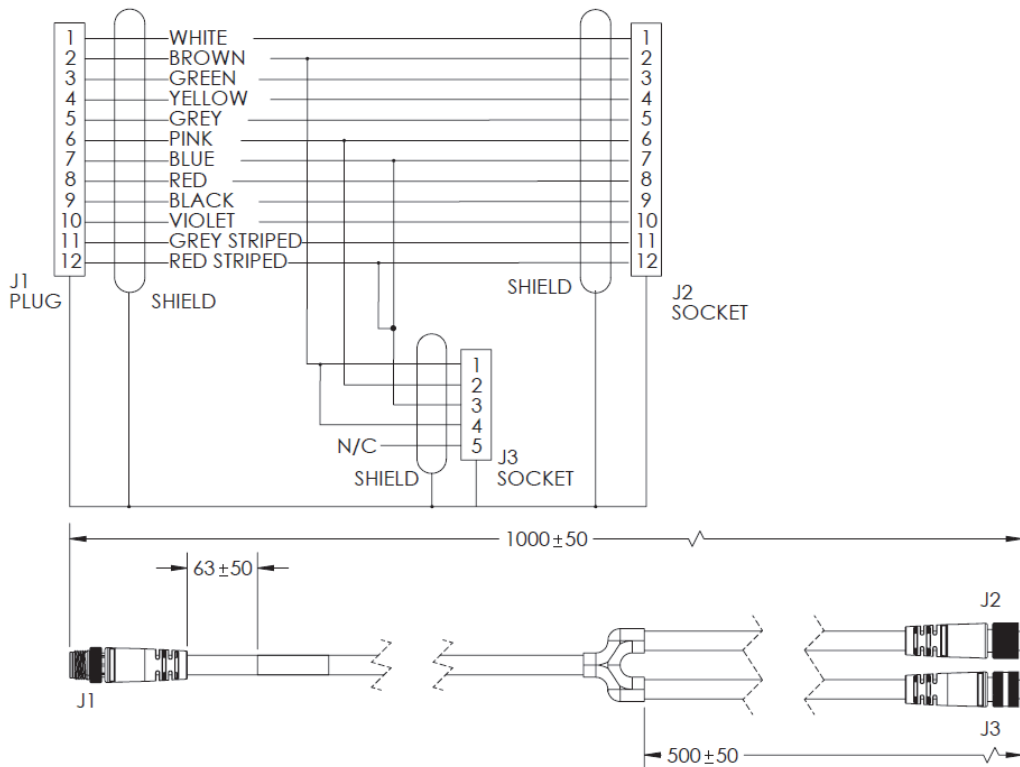 1 WHITE 1
2 BROWN 2
3 GREEN 3
4 YELLOW 4
5 GREY 5
6 PINK 6
7 BLUE 7
8 RED 8
9 BLACK 9
10 VIOLET 10
11 GREY STRIPED 11
12 RED STRIPED 12
J1
PLUG
SHIELD
SHIELD
J2
SOCKET
1
2
3
4
N/C 5
J3
SOCKET
SHIELD
1000±50
63±50
J2
J1
J3
500±50